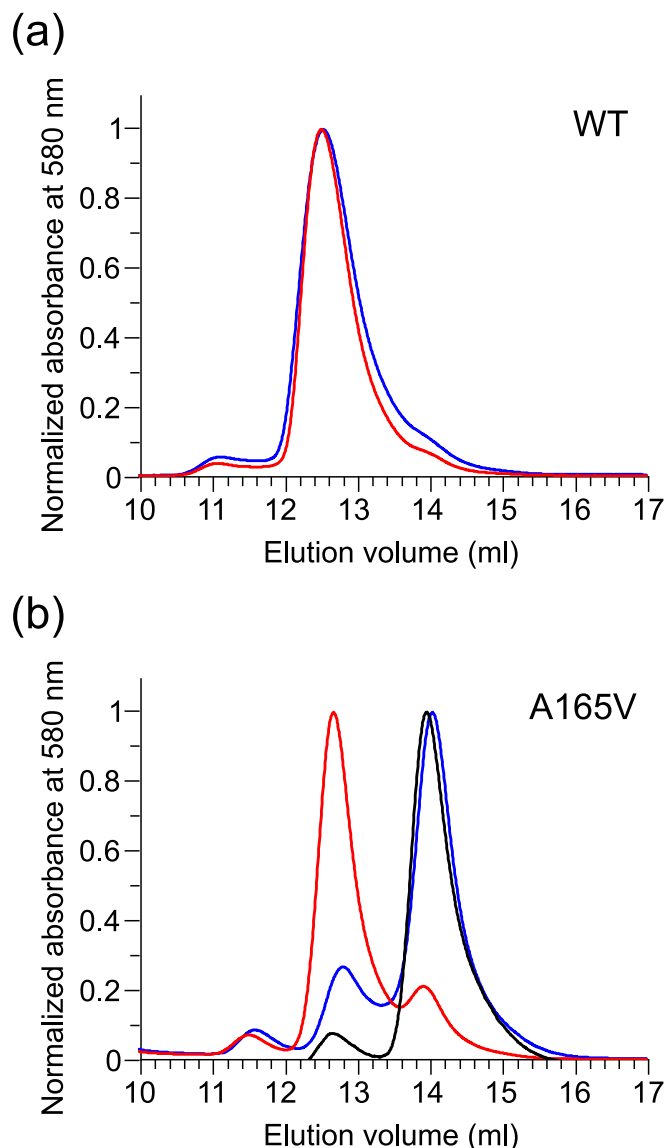 (a)
WT
Normalized absorbance at 580 nm
1
0.8
0.6
0.4
0.2
0
10 11 12 13 14 15 16 17
Elution volume (ml)
(b)
A165V
Normalized absorbance at 580 nm
1
0.8
0.6
0.4
0.2
0
10 11 12 13 14 15 16 17
Elution volume (ml)